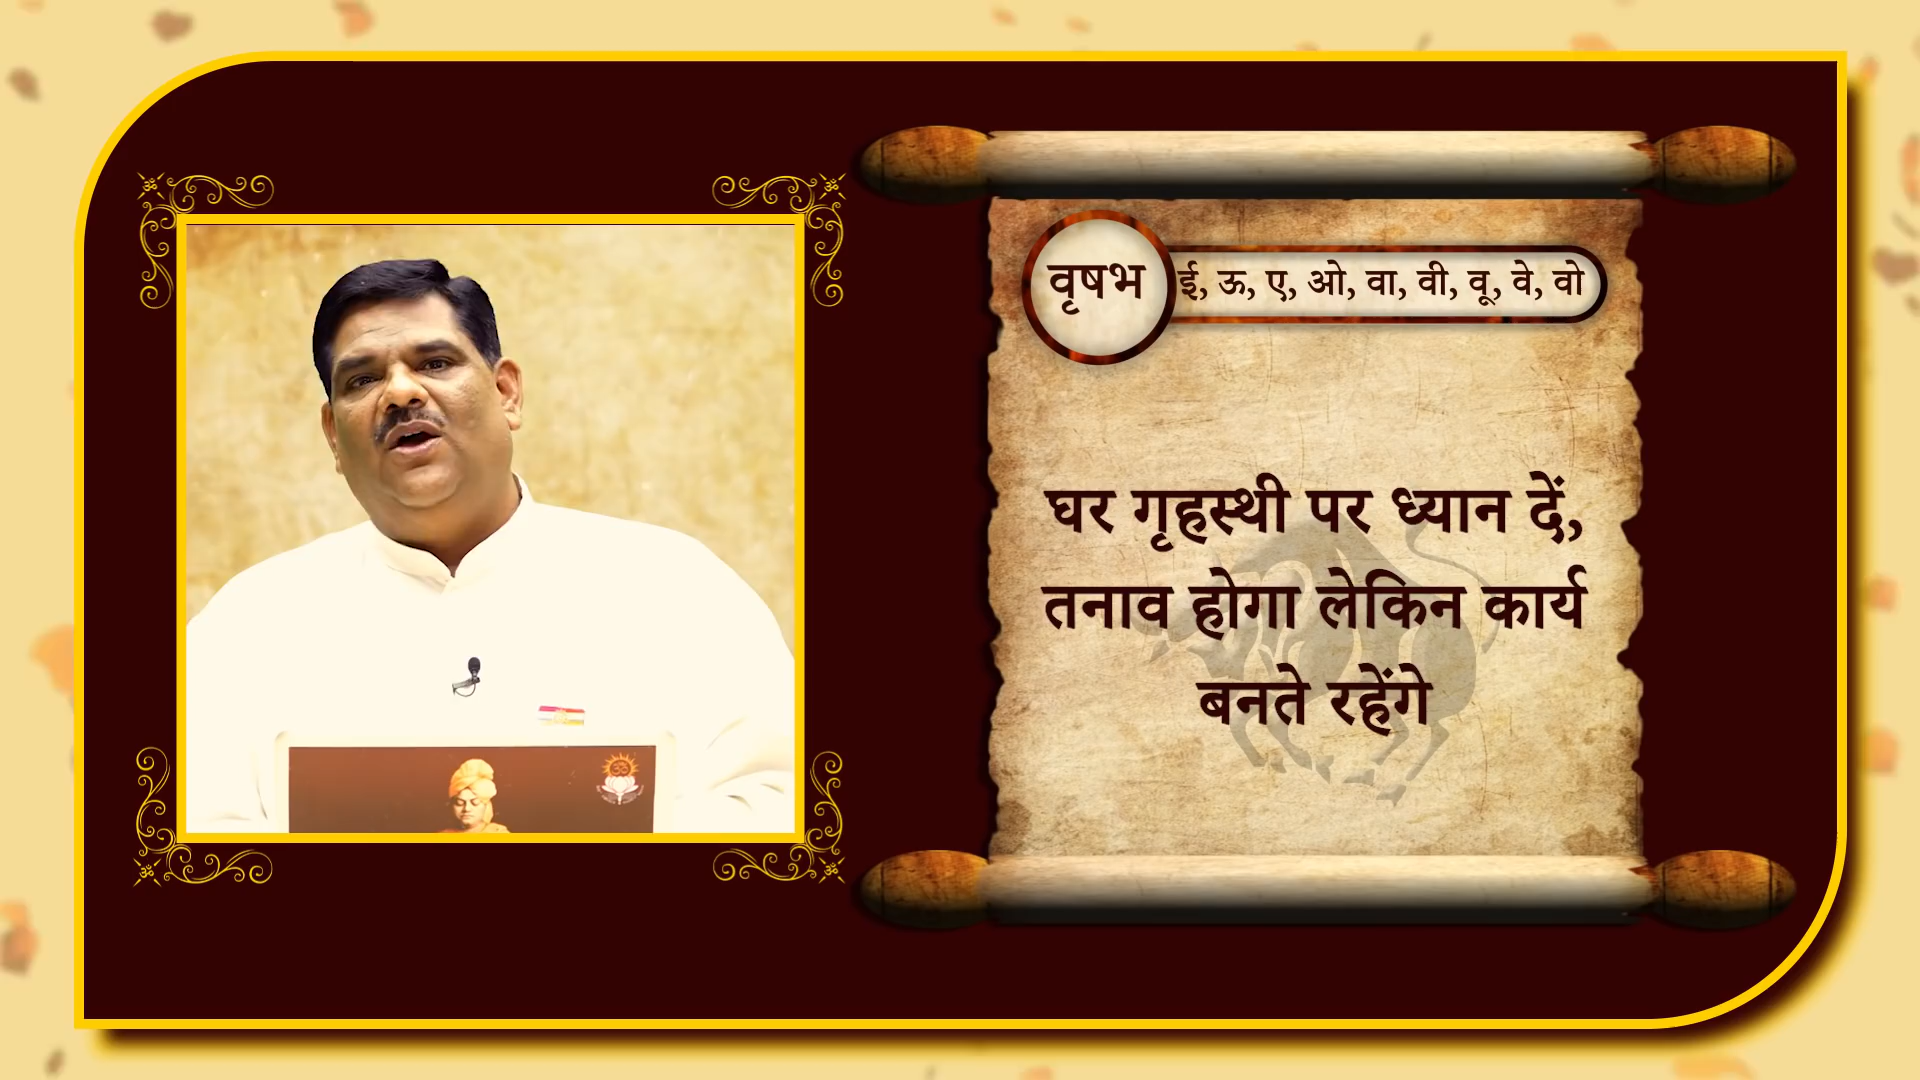 वृषभ
ई, ऊ, ए, ओ, वा, वी, वू, वे, वो
घर गृहस्थी पर ध्यान दें,
तनाव होगा लेकिन कार्य
बनते रहेंगे